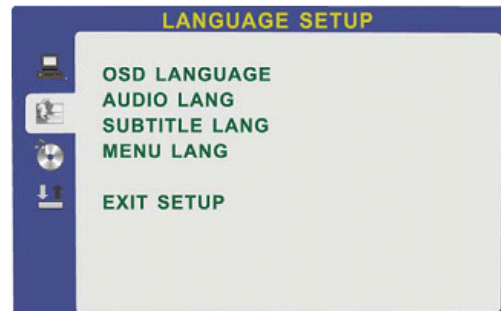 LANGUAGE SETUP
OSD LANGUAGE
AUDIO LANG
SUBTITLE LANG
MENU LANG
EXIT SETUP